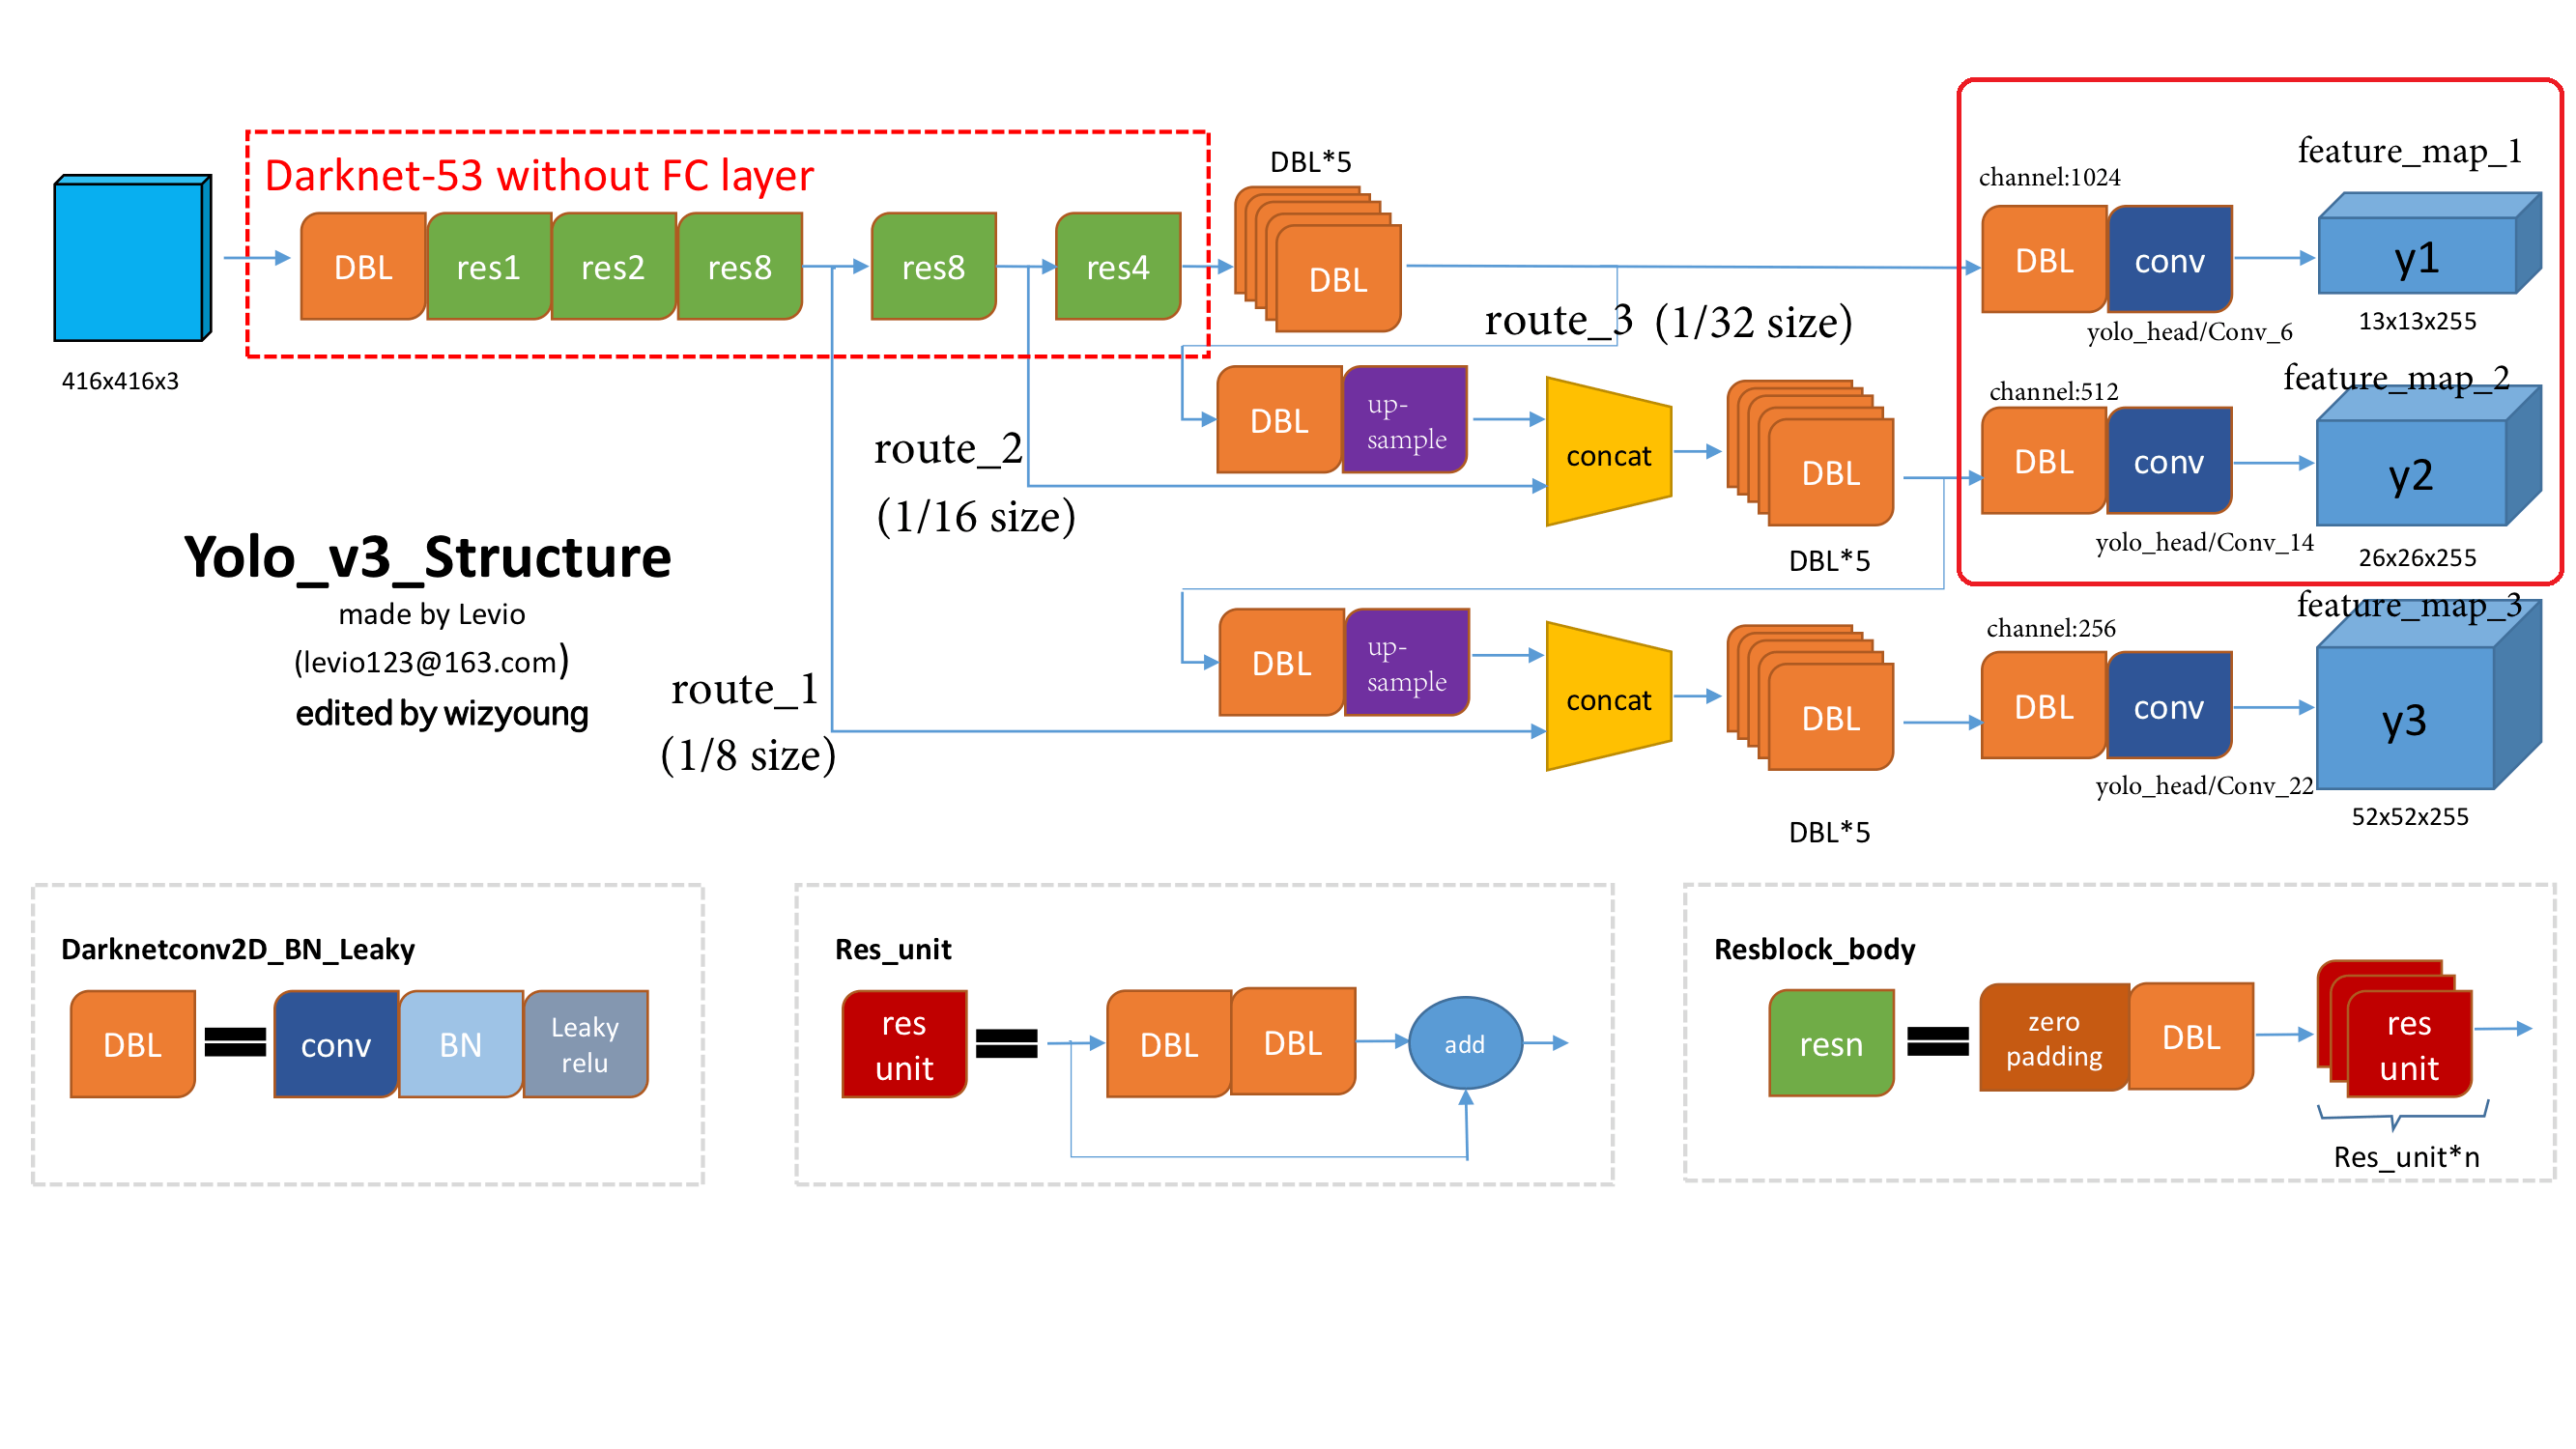 Darknet-53 without FC layer
DBL*5
feature_map_1
channel:1024
DBL
res1
res2
res8
res8
res4
DBL
DBL
conv
y1
416x416x3
route_3 (1/32 size)
yolo_head/Conv_6
13x13x255
feature_map_2
channel:512
DBL
up-
sample
concat
DBL
DBL
conv
y2
route_2
(1/16 size)
DBL*5
yolo_head/Conv_14
26x26x255
Yolo_v3_Structure
made by Levio
(levio123@163.com)
edited by wizyoung
feature_map_3
channel:256
DBL
up-
sample
concat
DBL
DBL
conv
y3
route_1
(1/8 size)
yolo_head/Conv_22
52x52x255
DBL*5
Darknetconv2D_BN_Leaky
DBL
conv
BN
Leaky
relu
Res_unit
res
unit
DBL
DBL
add
Resblock_body
resn
zero
padding
DBL
res
unit
Res_unit*n